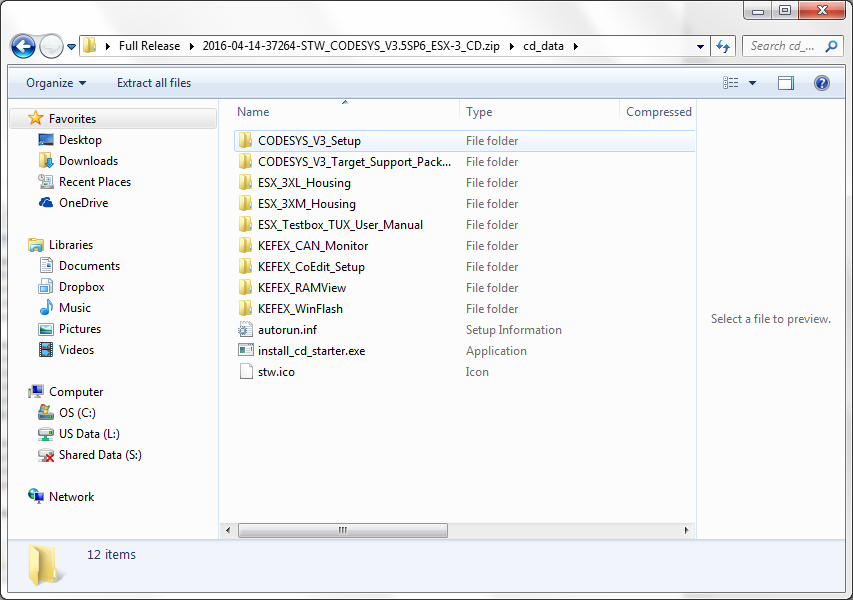 Full Release 2016-04-14-37264-STW_CODESYS_V3.5SP6_ESX-3_CD.zip cd_data Search cd_...
Organize Extract all files
Favorites
Desktop
Downloads
Recent Places
OneDrive
Libraries
Documents
Dropbox
Music
Pictures
Videos
Computer
OS (C:)
US Data (L:)
Shared Data (S:)
Network
Name Type Compressed
CODESYS_V3_Setup File folder
CODESYS_V3_Target_Support_Pack... File folder
ESX_3XL_Housing File folder
ESX_3XM_Housing File folder
ESX_Testbox_TUX_User_Manual File folder
KEFEX_CAN_Monitor File folder
KEFEX_CoEdit_Setup File folder
KEFEX_RAMView File folder
KEFEX_WinFlash File folder
autorun.inf Setup Information
install_cd_starter.exe Application
stw.ico Icon
Select a file to preview.
12 items